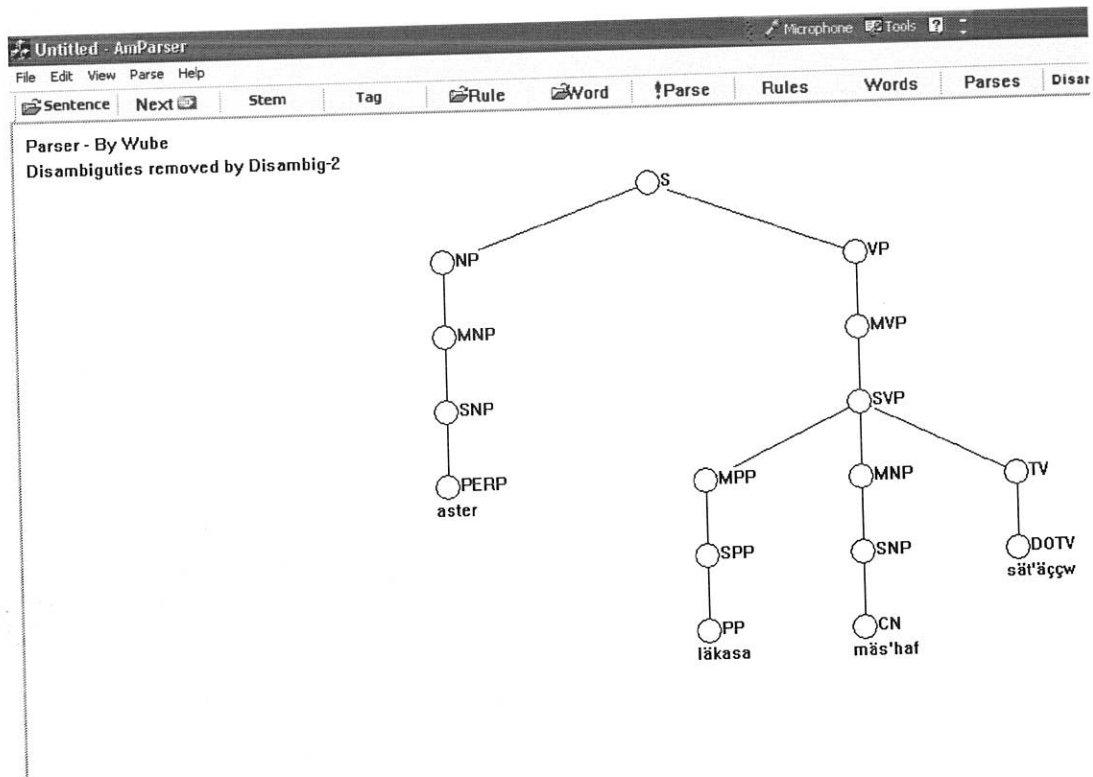 Microphone Tools ?
Untitled - AmParser
File Edit View Parse Help
Sentence Next Stem Tag Rule Word !Parse Rules Words Parses Disar
Parser - By Wube
Disambiguties removed by Disambig-2
S
NP VP
MNP MVP
SNP SVP
PERP MPP MNP TV
aster
SPP SNP DOTV
sät'äççw
PP CN
läkasa mäs'haf